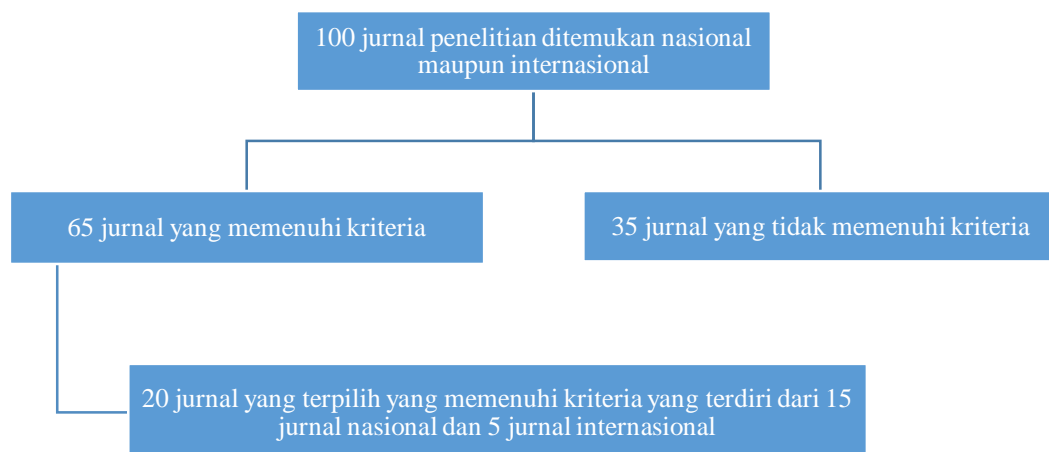 100 jurnal penelitian ditemukan nasional
maupun internasional
65 jurnal yang memenuhi kriteria
35 jurnal yang tidak memenuhi kriteria
20 jurnal yang terpilih yang memenuhi kriteria yang terdiri dari 15
jurnal nasional dan 5 jurnal internasional